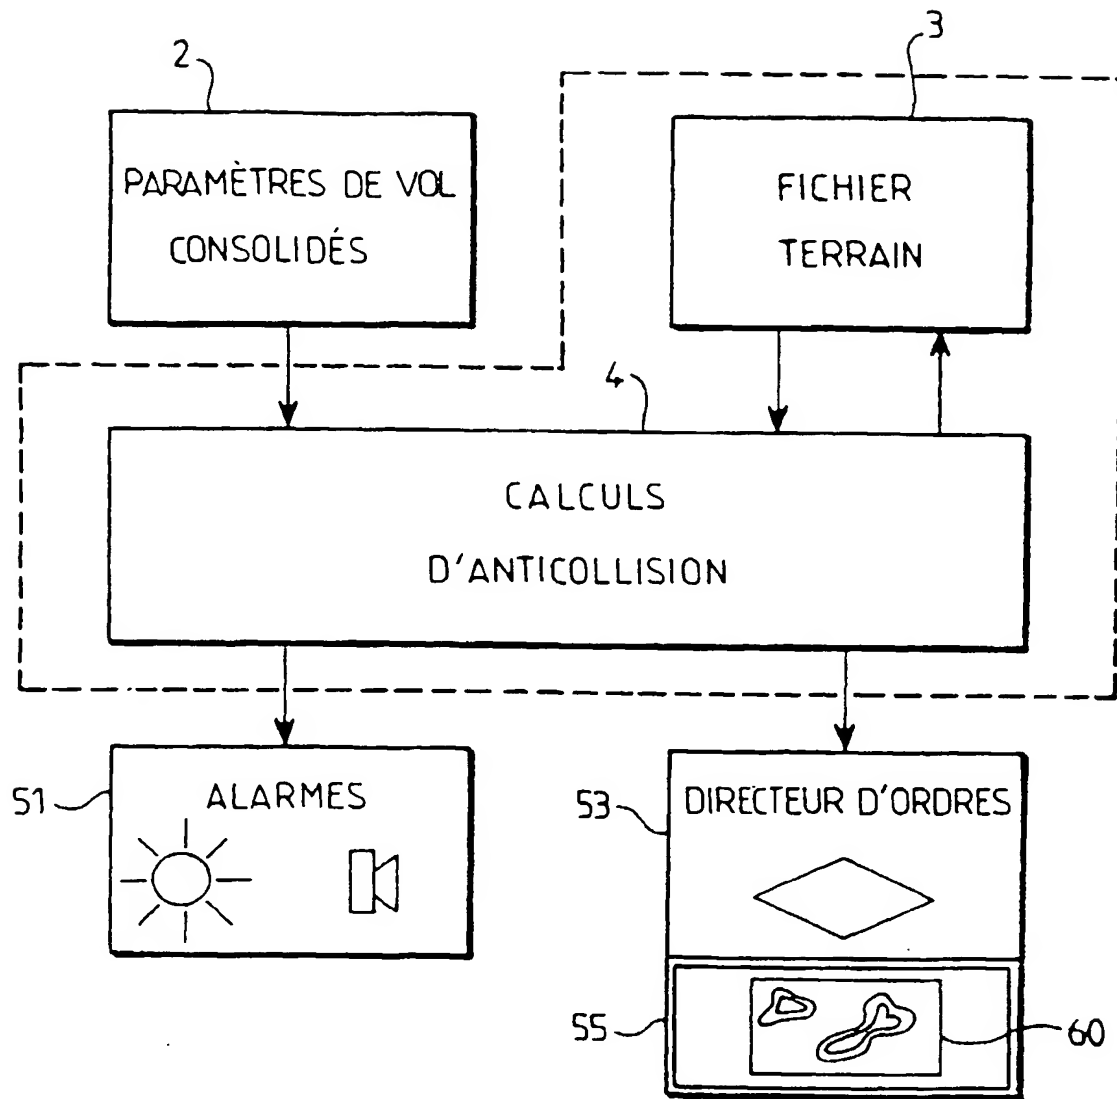 2
3
PARAMÈTRES DE VOL
CONSOLIDÉS
FICHIER
TERRAIN
4
CALCULS
D'ANTICOLLISION
51
ALARMES
53
DIRECTEUR D'ORDRES
55
60